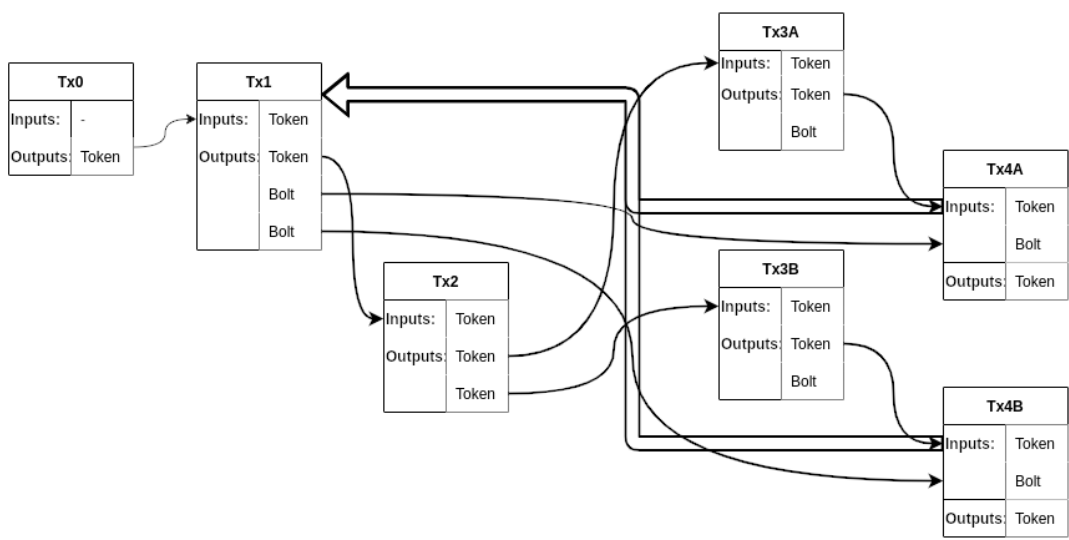 Tx0
Inputs: -
Outputs: Token
Tx1
Inputs: Token
Outputs: Token
Bolt
Bolt
Tx2
Inputs: Token
Outputs: Token
Token
Tx3A
Inputs: Token
Outputs: Token
Bolt
Tx3B
Inputs: Token
Outputs: Token
Bolt
Tx4A
Inputs: Token
Bolt
Outputs: Token
Tx4B
Inputs: Token
Bolt
Outputs: Token